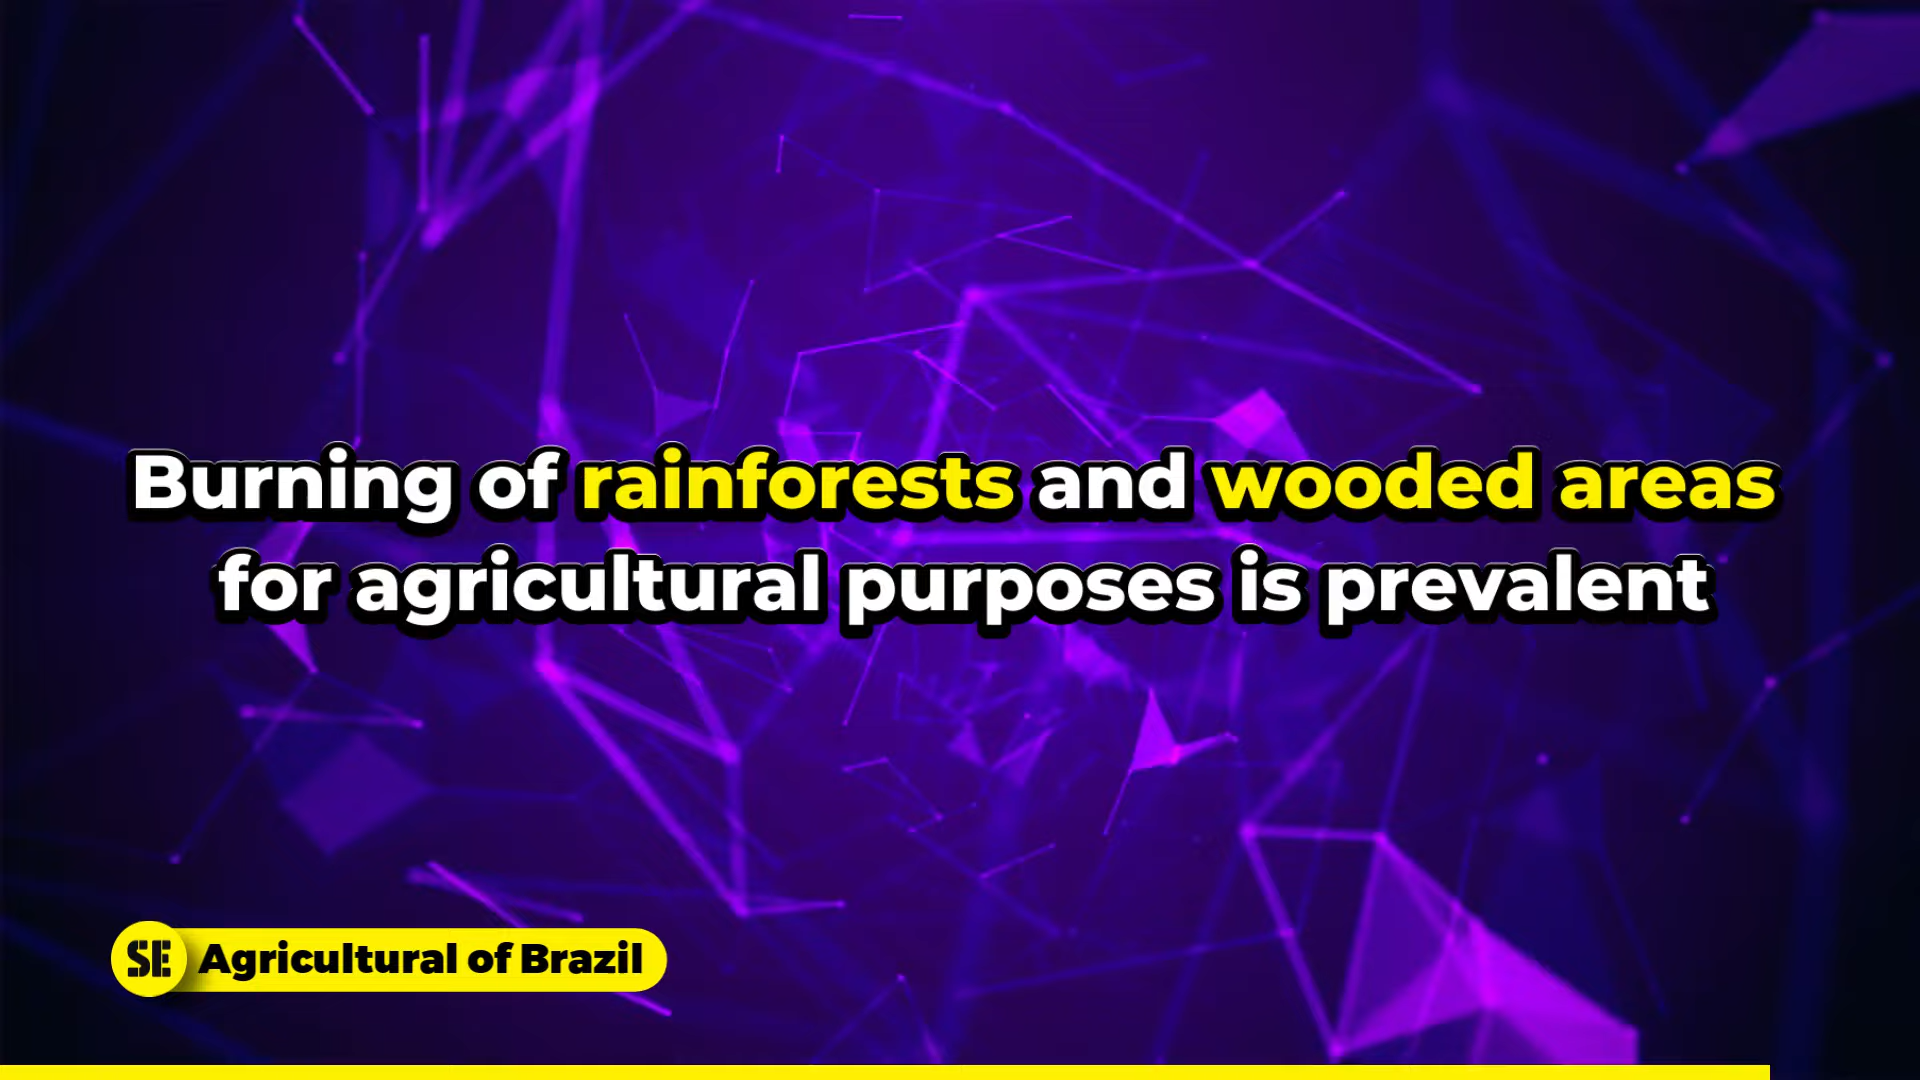 Burning of rainforests and wooded areas
for agricultural purposes is prevalent
SE Agricultural of Brazil